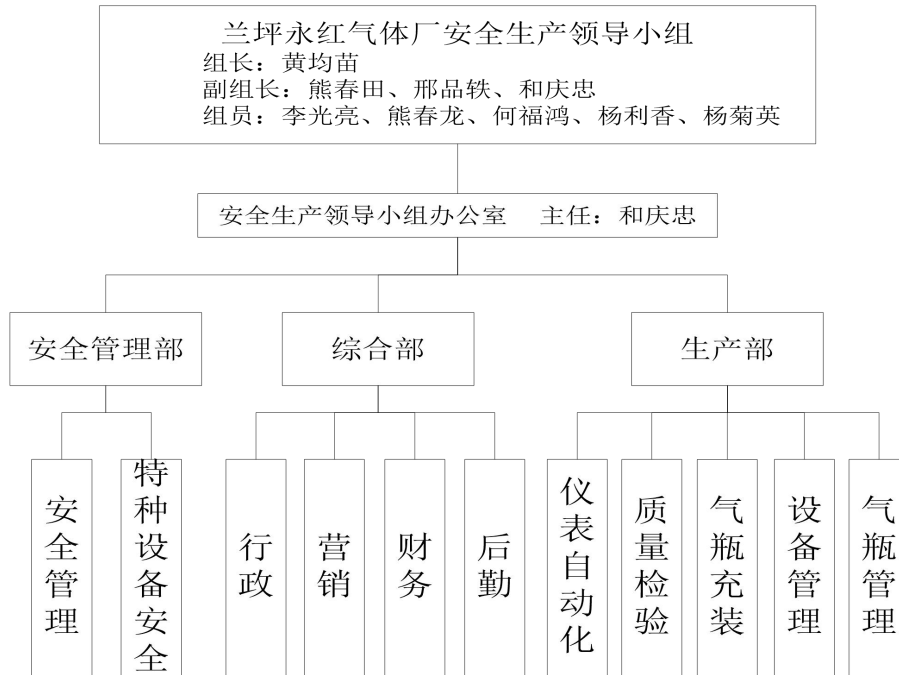 兰坪永红气体厂安全生产领导小组
组长：黄均苗
副组长：熊春田、邢品轶、和庆忠
组员：李光亮、熊春龙、何福鸿、杨利香、杨菊英
安全生产领导小组办公室 主任：和庆忠
安全管理部
综合部
生产部
安全管理
特种设备安全
行政
营销
财务
后勤
仪表自动化
质量检验
气瓶充装
设备管理
气瓶管理